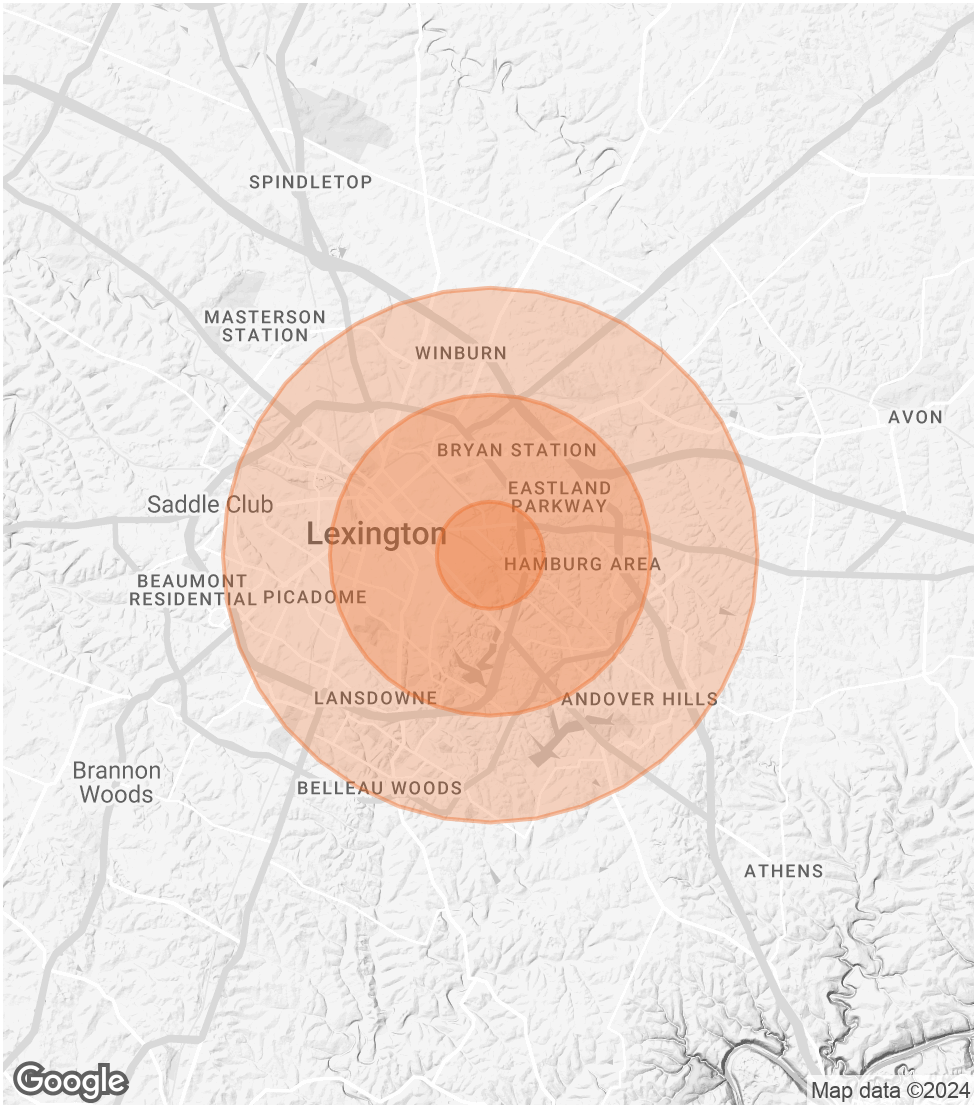 SPINDLETOP
MASTERSON
STATION
WINBURN
AVON
BRYAN STATION
EASTLAND
PARKWAY
Saddle Club
Lexington
HAMBURG AREA
BEAUMONT
RESIDENTIAL
PICADOME
LANSDOWNE
ANDOVER HILLS
Brannon
Woods
BELLEAU WOODS
ATHENS
Google
Map data ©2024